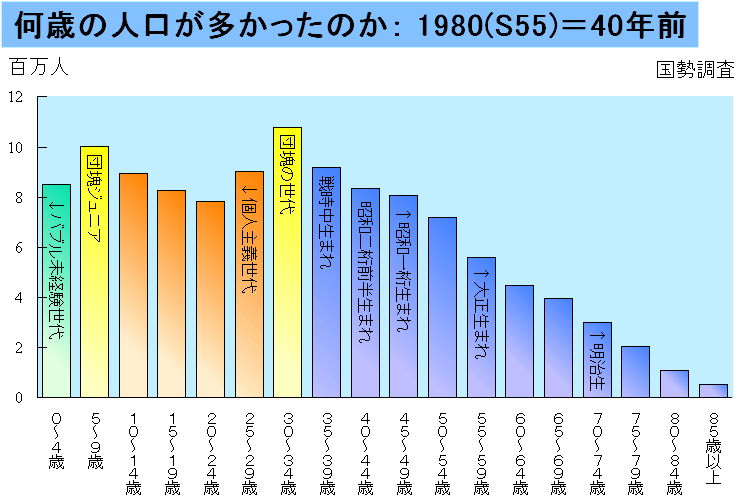 何歳の人口が多かったのか： 1980(S55)＝40年前
百万人
国勢調査
12
10
8
6
4
2
0
↓バブル未経験世代
団塊ジュニア
↓個人主義世代
団塊の世代
戦時中生まれ
昭和二桁前半生まれ
↑昭和一桁生まれ
↑大正生まれ
↑明治生
0～4歳
5～9歳
10～14歳
15～19歳
20～24歳
25～29歳
30～34歳
35～39歳
40～44歳
45～49歳
50～54歳
55～59歳
60～64歳
65～69歳
70～74歳
75～79歳
80～84歳
85歳以上